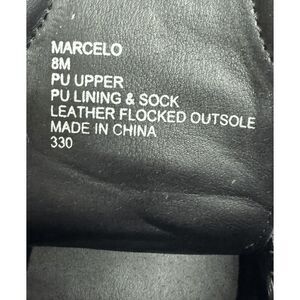 MARCELO
8M
PU UPPER
PU LINING & SOCK
LEATHER FLOCKED OUTSOLE
MADE IN CHINA
330